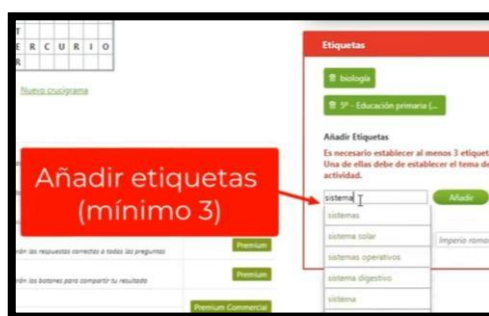 T
E R C U R I O
R
Nuevo crucigrama
Añadir etiquetas
(mínimo 3)
rán las respuestas correctas a todas las preguntas
Premium
rán los botones para compartir tu resultado
Premium
Premium Commercial
Etiquetas
biología
5º - Educación primaria (...
Añadir Etiquetas
Es necesario establecer al menos 3 etiquet
Una de ellas debe de establecer el tema de
actividad.
sistema
Añadir
sistemas
sistema solar
Imperio roman
sistemas operativos
sistema digestivo
sistema